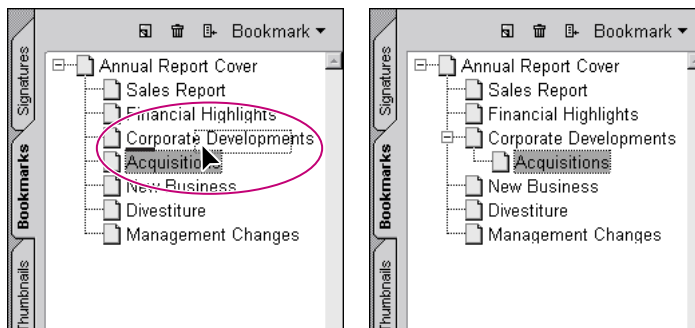 Bookmark
Signatures
Bookmarks
Thumbnails
Annual Report Cover
Sales Report
Financial Highlights
Corporate Developments
Acquisitions
New Business
Divestiture
Management Changes
Bookmark
Signatures
Bookmarks
Thumbnails
Annual Report Cover
Sales Report
Financial Highlights
Corporate Developments
Acquisitions
New Business
Divestiture
Management Changes